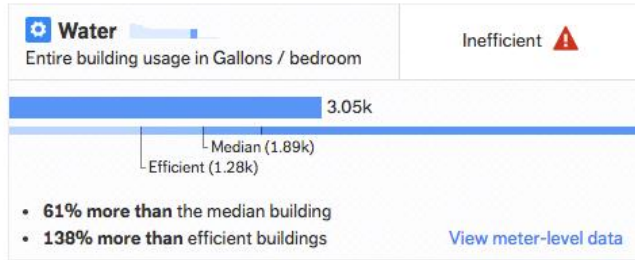 Water
Entire building usage in Gallons / bedroom
Inefficient
3.05k
Median (1.89k)
Efficient (1.28k)
• 61% more than the median building
• 138% more than efficient buildings
View meter-level data